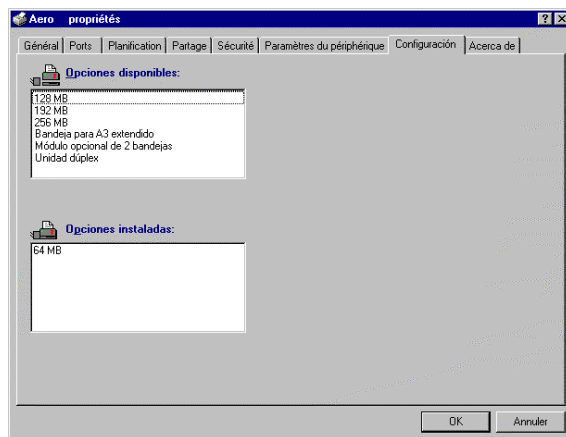 Aero propriétés
Général Ports Planification Partage Sécurité Paramètres du périphérique Configuración Acerca de
Opciones disponibles:
128 MB
192 MB
256 MB
Bandeja para A3 extendido
Módulo opcional de 2 bandejas
Unidad dúplex
Opciones instaladas:
64 MB
OK Annuler